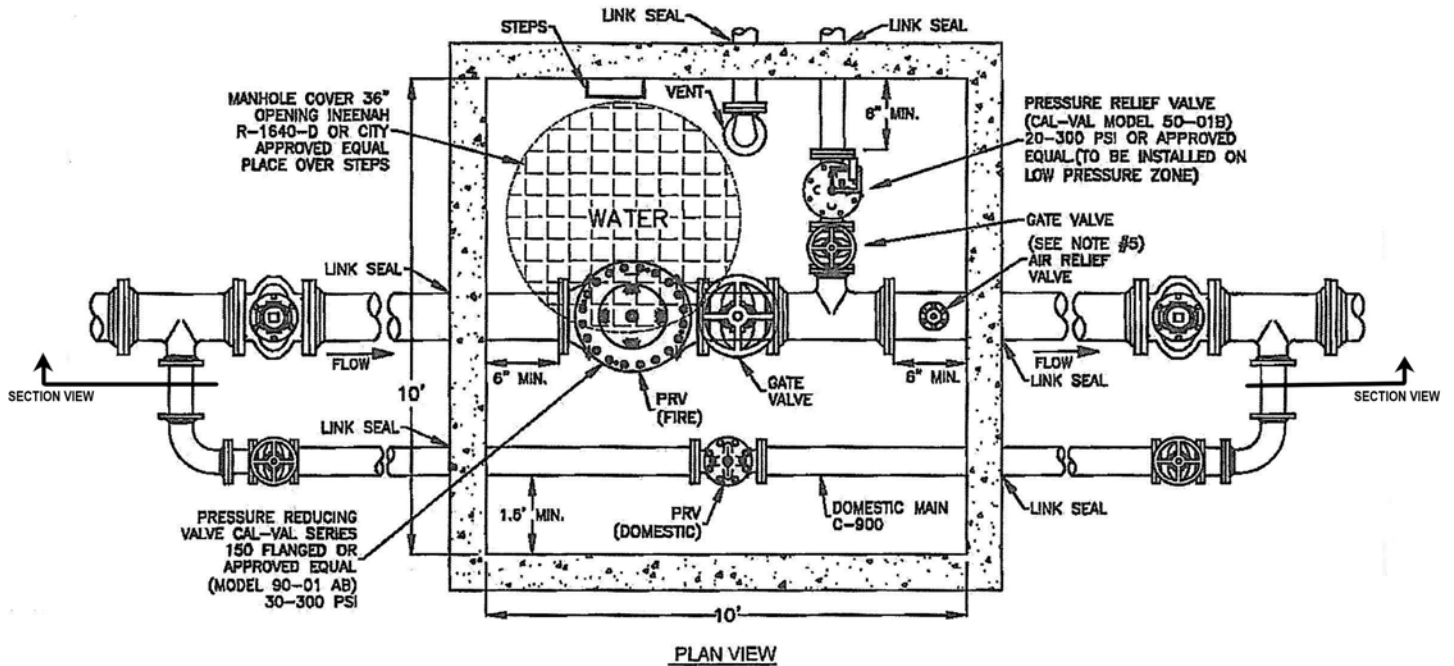 LINK SEAL
LINK SEAL
STEPS
VENT
6" MIN.
MANHOLE COVER 36"
OPENING INEENAH
R-1640-D OR CITY
APPROVED EQUAL
PLACE OVER STEPS
PRESSURE RELIEF VALVE
(CAL-VAL MODEL 50-01B)
20-300 PSI OR APPROVED
EQUAL.(TO BE INSTALLED ON
LOW PRESSURE ZONE)
WATER
GATE VALVE
(SEE NOTE #5)
AIR RELIEF
VALVE
LINK SEAL
FLOW
6" MIN.
GATE
VALVE
6" MIN.
FLOW
LINK SEAL
SECTION VIEW
10'
PRV
(FIRE)
SECTION VIEW
LINK SEAL
1.5' MIN.
PRV
(DOMESTIC)
DOMESTIC MAIN
C-900
LINK SEAL
PRESSURE REDUCING
VALVE CAL-VAL SERIES
150 FLANGED OR
APPROVED EQUAL
(MODEL 90-01 AB)
30-300 PSI
10'
PLAN VIEW